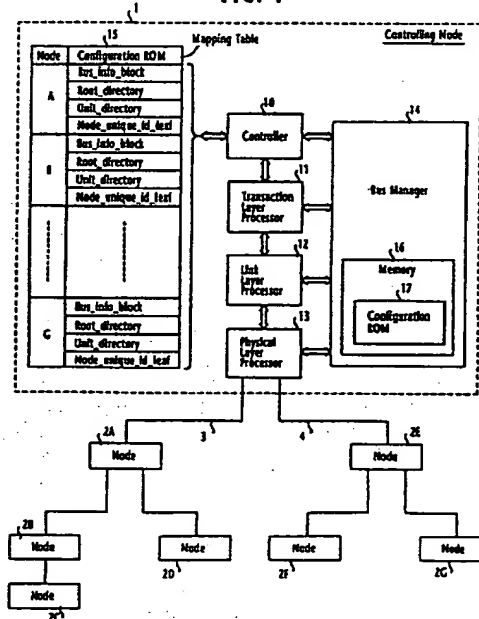 1
15
Mapping Table
Controlling Node
Node
Configuration ROM
A
Bus_info_block
Root_directory
Unit_directory
Node_unique_id_leaf
B
Bus_info_block
Root_directory
Unit_directory
Node_unique_id_leaf
G
Bus_info_block
Root_directory
Unit_directory
Node_unique_id_leaf
10
Controller
11
Transaction
Layer
Processor
12
Link
Layer
Processor
13
Physical
Layer
Processor
14
Bus Manager
16
Memory
17
Configuration
ROM
3
4
2A
Node
2E
Node
2B
Node
Node
2D
Node
2F
Node
2G
Node
2C